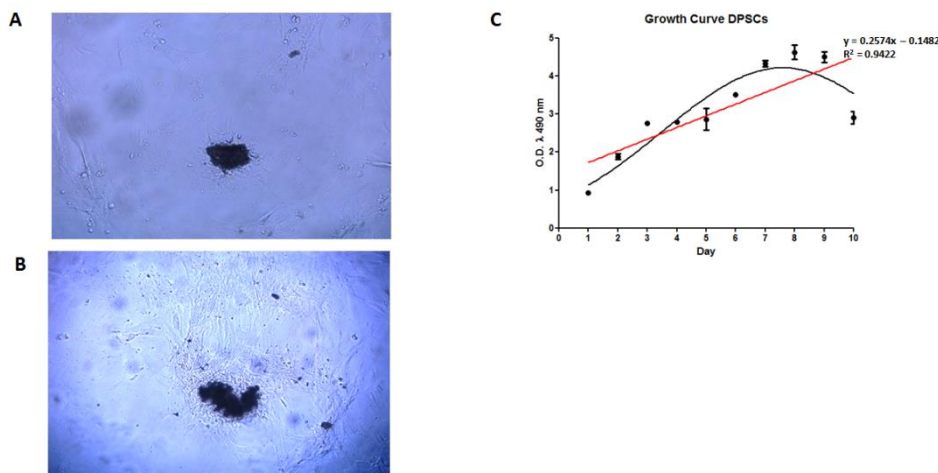 A
B
C
Growth Curve DPSCs
y = 0.2574x – 0.1482
R² = 0.9422
O.D. λ 490 nm
5
4
3
2
1
0
0 1 2 3 4 5 6 7 8 9 10
Day